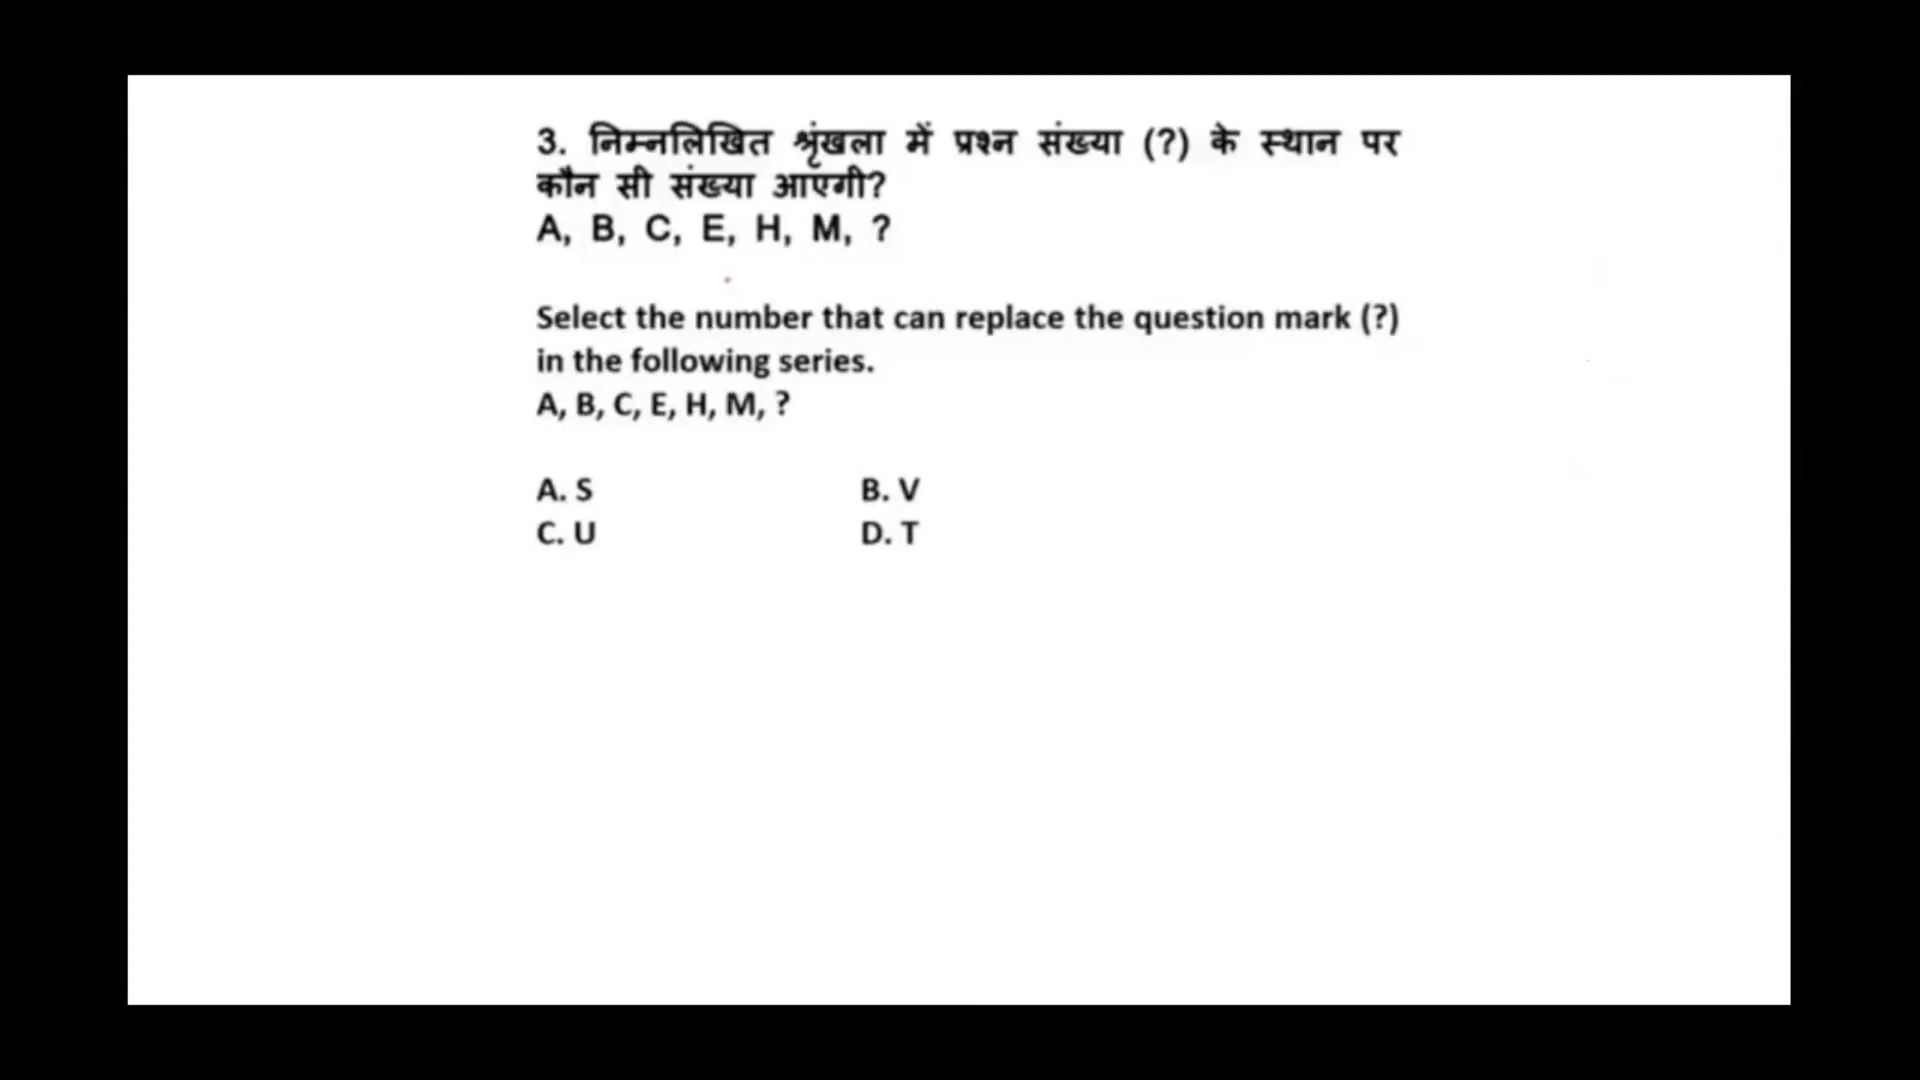 3. निम्नलिखित श्रृंखला में प्रश्न संख्या (?) के स्थान पर
कौन सी संख्या आएगी?
A, B, C, E, H, M, ?
Select the number that can replace the question mark (?)
in the following series.
A, B, C, E, H, M, ?
A. S B. V
C. U D. T